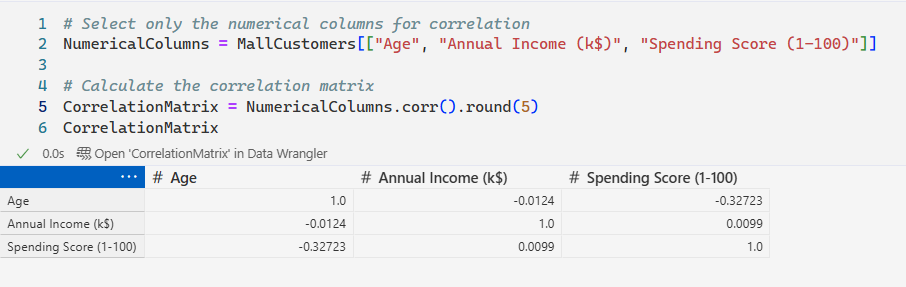 1 # Select only the numerical columns for correlation
2 NumericalColumns = MallCustomers[["Age", "Annual Income (k$)", "Spending Score (1-100)"]]
3
4 # Calculate the correlation matrix
5 CorrelationMatrix = NumericalColumns.corr().round(5)
6 CorrelationMatrix
✓ 0.0s Open 'CorrelationMatrix' in Data Wrangler
... # Age # Annual Income (k$) # Spending Score (1-100)
Age 1.0 -0.0124 -0.32723
Annual Income (k$) -0.0124 1.0 0.0099
Spending Score (1-100) -0.32723 0.0099 1.0